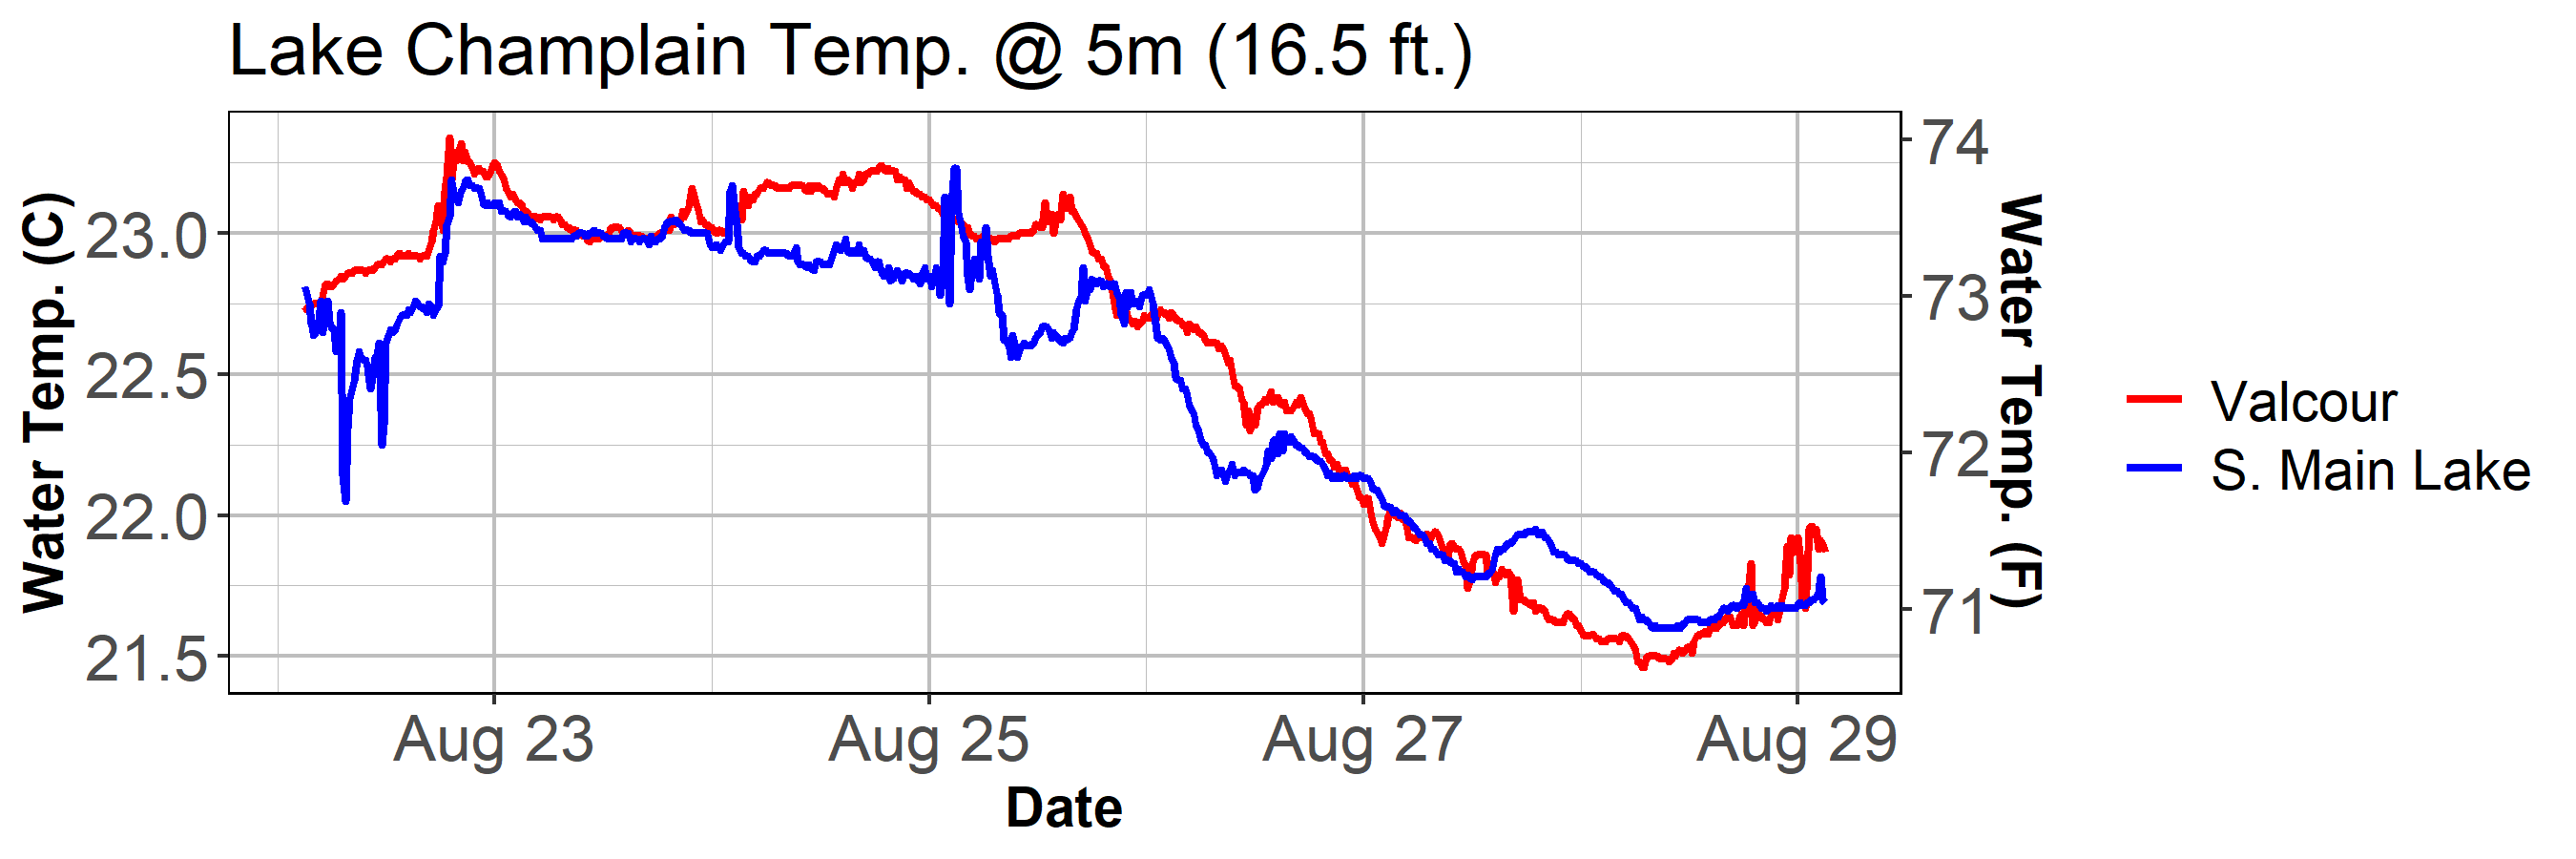 Lake Champlain Temp. @ 5m (16.5 ft.)
Water Temp. (C)
23.0
22.5
22.0
21.5
74
73
72
71
Water Temp. (F)
Valcour
S. Main Lake
Aug 23 Aug 25 Aug 27 Aug 29
Date